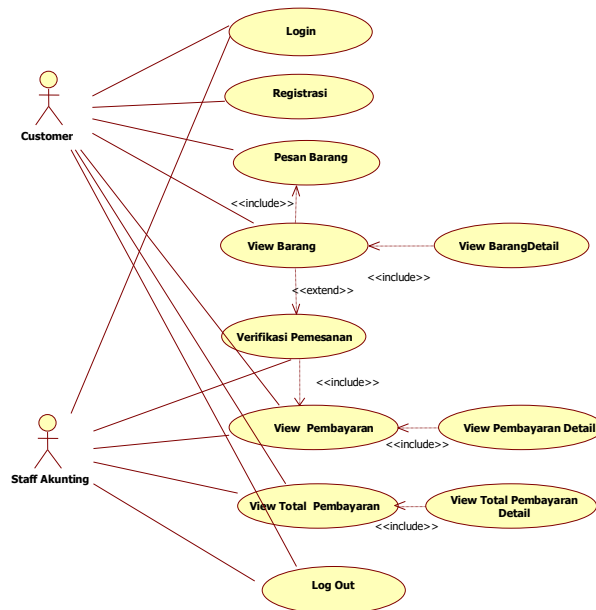 Login
Registrasi
Customer
Pesan Barang
<<include>>
View Barang
View BarangDetail
<<include>>
<<extend>>
Verifikasi Pemesanan
<<include>>
View  Pembayaran
View Pembayaran Detail
<<include>>
Staff Akunting
View Total  Pembayaran
View Total Pembayaran
Detail
<<include>>
Log Out